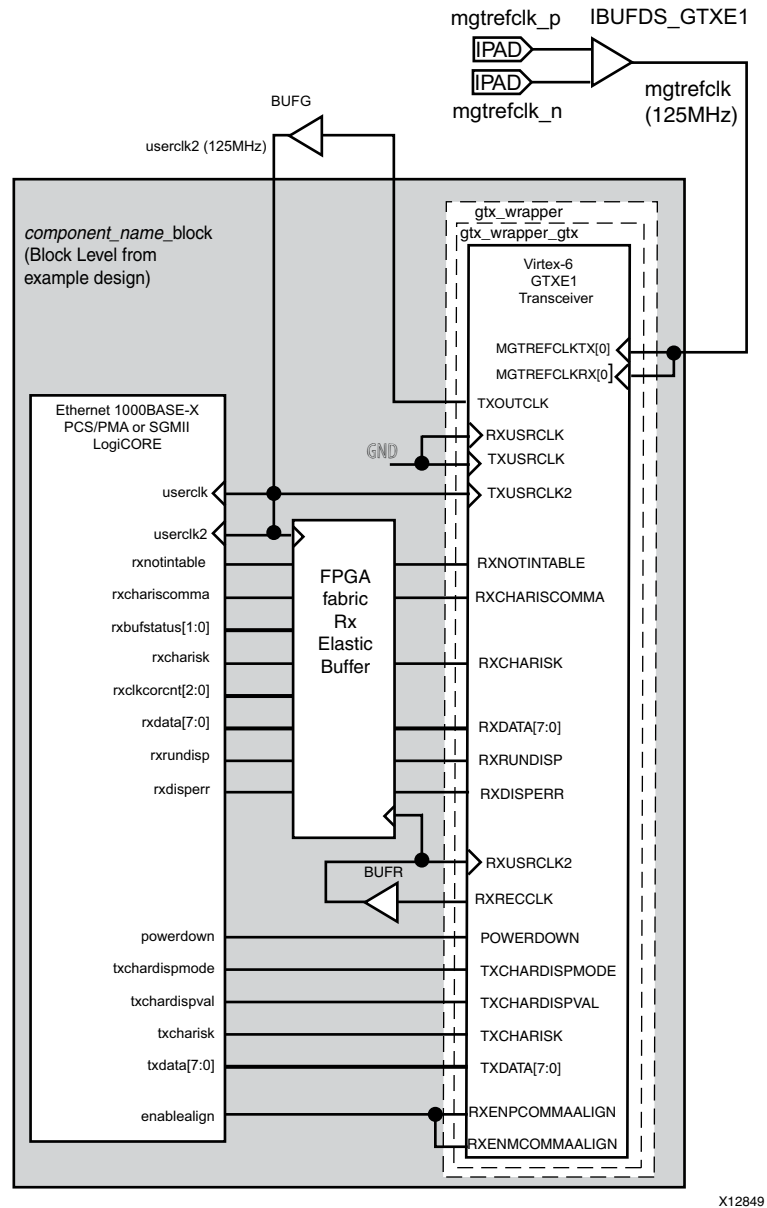 mgtrefclk_p
IBUFDS_GTXE1
IPAD
IPAD
mgtrefclk_n
mgtrefclk
(125MHz)
BUFG
userclk2 (125MHz)
component_name_block
(Block Level from
example design)
gtx_wrapper
gtx_wrapper_gtx
Virtex-6
GTXE1
Transceiver
MGTREFCLKTX[0]
MGTREFCLKRX[0]
TXOUTCLK
Ethernet 1000BASE-X
PCS/PMA or SGMII
LogiCORE
GND
RXUSRCLK
TXUSRCLK
userclk
TXUSRCLK2
userclk2
rxnotintable
RXNOTINTABLE
rxchariscomma
RXCHARISCOMMA
rxbufstatus[1:0]
rxcharisk
RXCHARISK
rxclkcorcnt[2:0]
rxdata[7:0]
RXDATA[7:0]
rxrundisp
RXRUNDISP
rxdisperr
RXDISPERR
FPGA
fabric
Rx
Elastic
Buffer
RXUSRCLK2
BUFR
RXRECCLK
powerdown
POWERDOWN
txchardispmode
TXCHARDISPMODE
txchardispval
TXCHARDISPVAL
txcharisk
TXCHARISK
txdata[7:0]
TXDATA[7:0]
enablealign
RXENPCOMMAALIGN
RXENMCOMMAALIGN
X12849